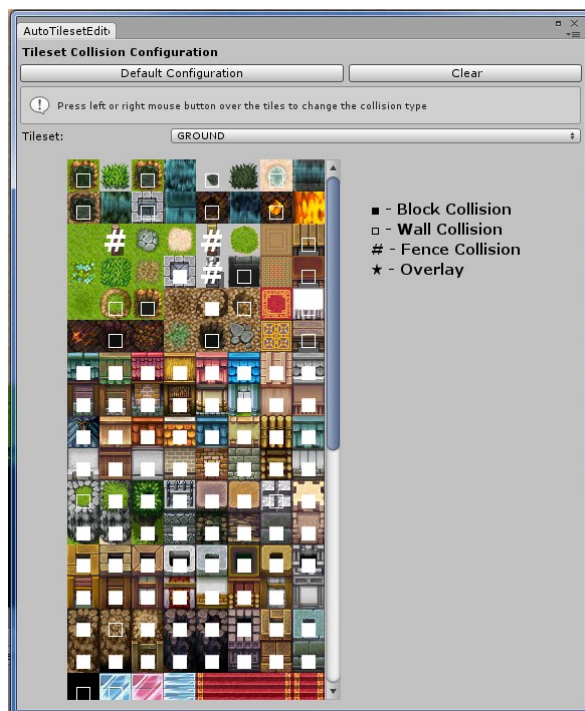 AutoTilesetEdito
Tileset Collision Configuration
Default Configuration
Clear
Press left or right mouse button over the tiles to change the collision type
Tileset:
GROUND
■ - Block Collision
□ - Wall Collision
# - Fence Collision
★ - Overlay